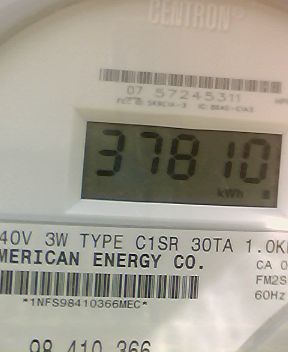 CENTRON
07 57245311
37810
kWh
40V 3W TYPE C1SR 30TA 1.0K
MERICAN ENERGY CO.
CA 0
FM2S
60Hz
*1NFS98410366MEC*
98 410 366